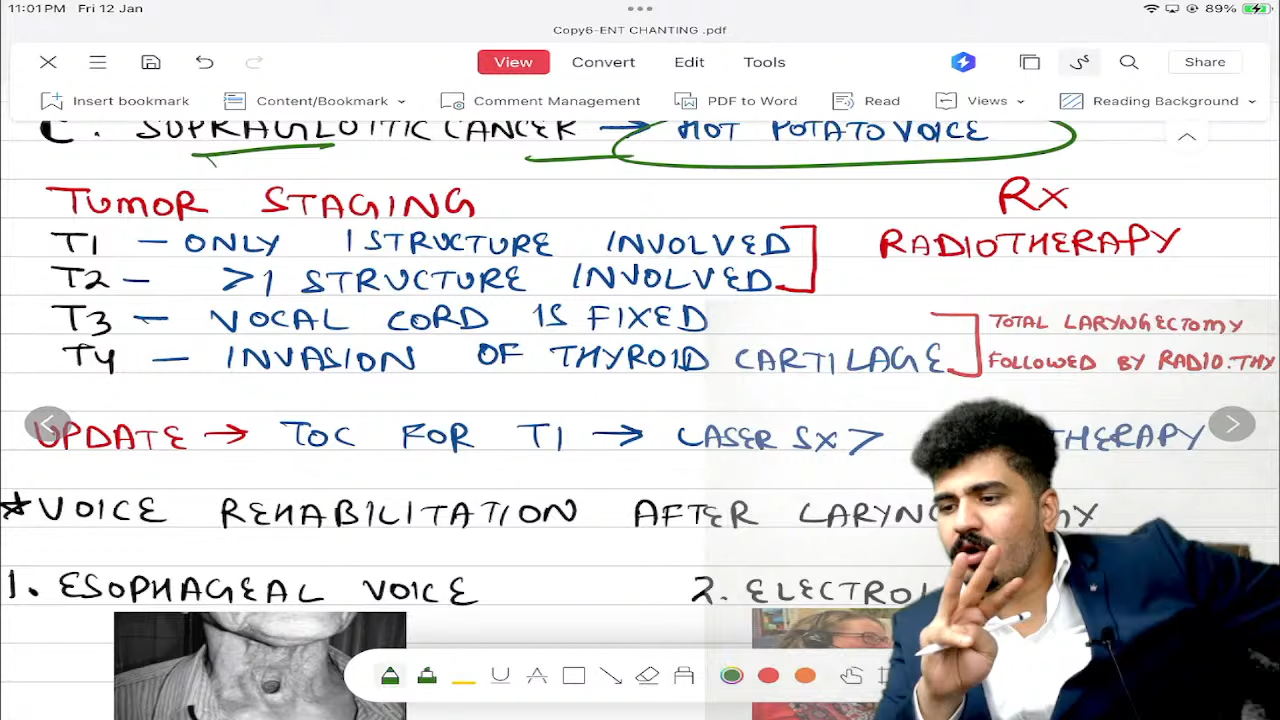 11:01 PM Fri 12 Jan 89%
Copy6-ENT CHANTING .pdf
View Convert Edit Tools Share
Insert bookmark Content/Bookmark Comment Management PDF to Word Read Views Reading Background
C. SUPRAGLOTTIC CANCER → HOT POTATO VOICE
TUMOR STAGING RX
T1 - ONLY 1 STRUCTURE INVOLVED RADIOTHERAPY
T2 - >1 STRUCTURE INVOLVED
T3 - VOCAL CORD IS FIXED TOTAL LARYNGECTOMY
T4 - INVASION OF THYROID CARTILAGE FOLLOWED BY RADIO.THY
UPDATE → TOC FOR T1 → LASER SX >
*VOICE REHABILITATION AFTER
1. ESOPHAGEAL VOICE 2.